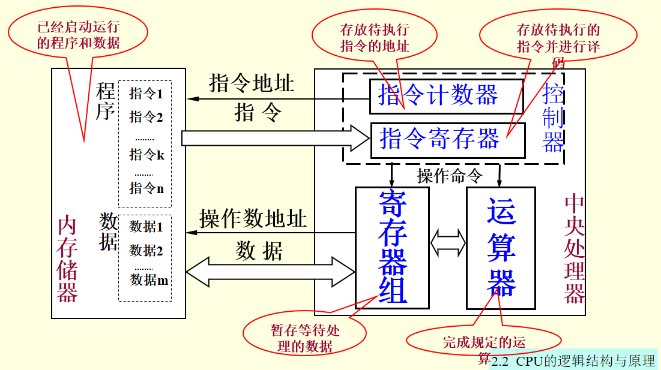 已经启动运行
的程序和数据
存放待执行
指令的地址
存放待执行的
指令并进行译
码
程序
指令1
指令2
........
指令k
........
指令n
指令地址
指 令
指令计数器
指令寄存器
控制器
操作命令
内存储器
数据
数据1
数据2
........
数据m
操作数地址
数 据
寄存器组
运算器
中央处理器
暂存等待处
理的数据
完成规定的运
算
2.2 CPU的逻辑结构与原理